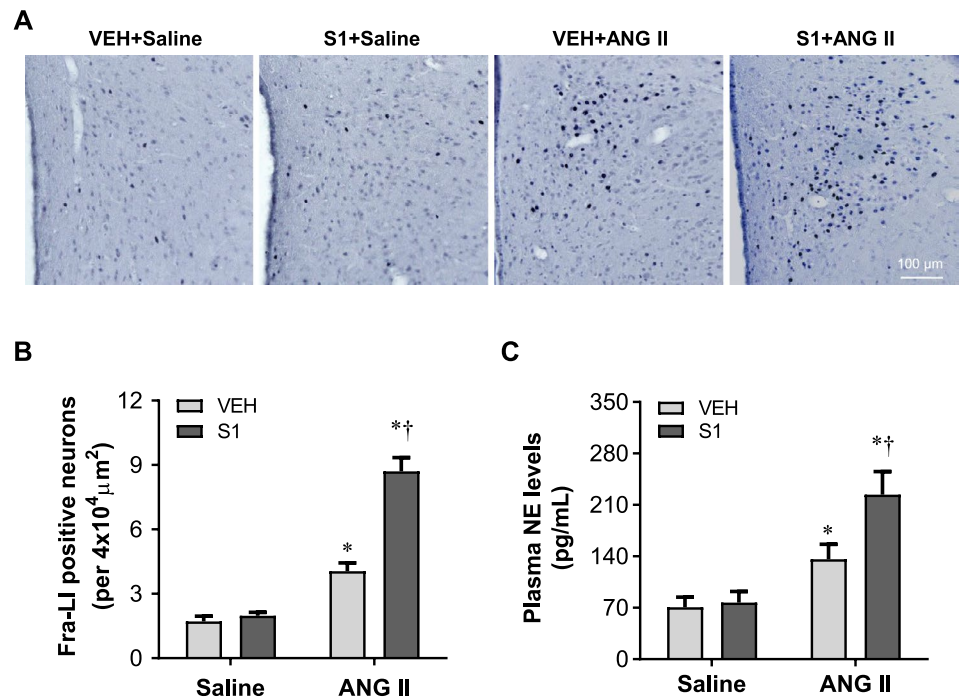 A
VEH+Saline
S1+Saline
VEH+ANG II
S1+ANG II
100 μm
B
Fra-LI positive neurons
(per 4x10⁴μm²)
12
9
6
3
0
VEH
S1
*
*†
Saline
ANG II
C
Plasma NE levels
(pg/mL)
350
280
210
140
70
0
VEH
S1
*
*†
Saline
ANG II